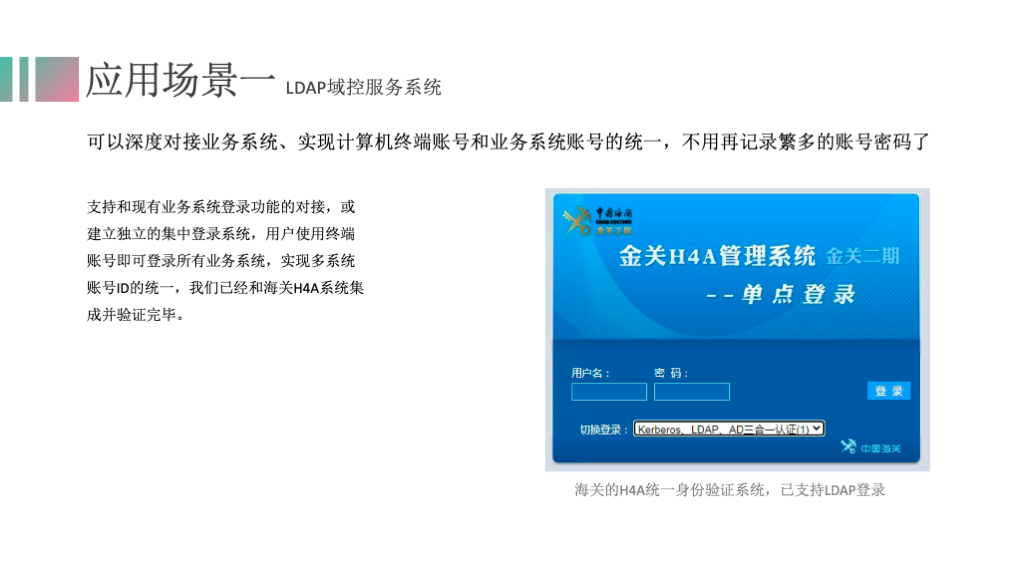 应用场景一 LDAP域控服务系统
可以深度对接业务系统、实现计算机终端账号和业务系统账号的统一，不用再记录繁多的账号密码了
支持和现有业务系统登录功能的对接，或
建立独立的集中登录系统，用户使用终端
账号即可登录所有业务系统，实现多系统
账号ID的统一，我们已经和海关H4A系统集
成并验证完毕。
中国海关
CHINA CUSTOMS
金关工程
金关H4A管理系统 金关二期
--单点登录
用户名： 密 码：
登 录
切换登录： Kerberos、LDAP、AD三合一认证(1)
中国海关
海关的H4A统一身份验证系统，已支持LDAP登录